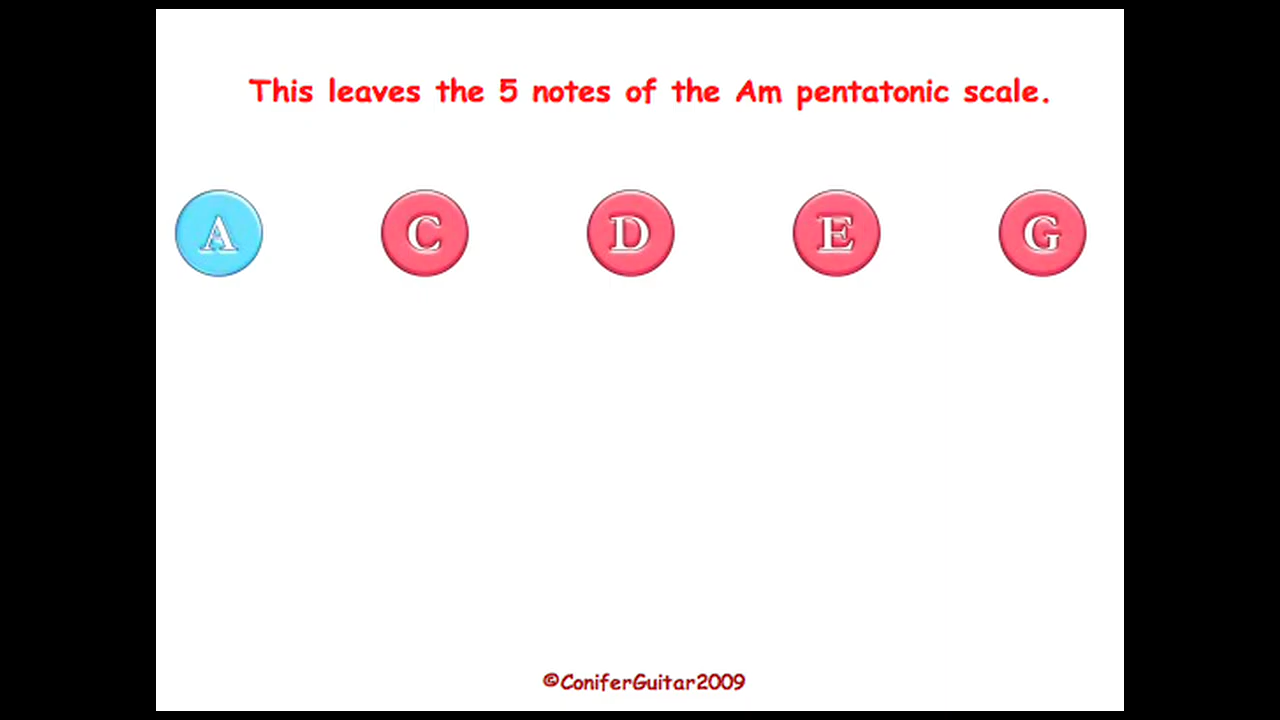 This leaves the 5 notes of the Am pentatonic scale.
A C D E G
©ConiferGuitar2009